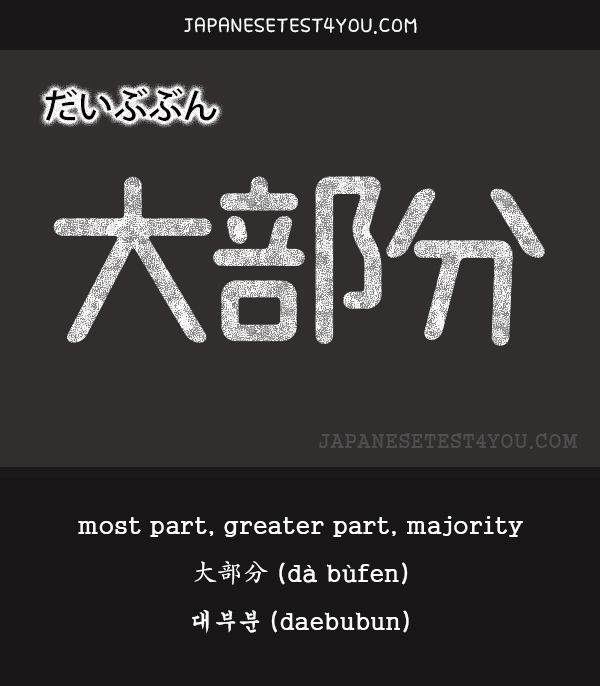 JAPANESETEST4YOU.COM
だいぶぶん
大部分
JAPANESETEST4YOU.COM
most part, greater part, majority
大部分 (dà bùfen)
대부분 (daebubun)